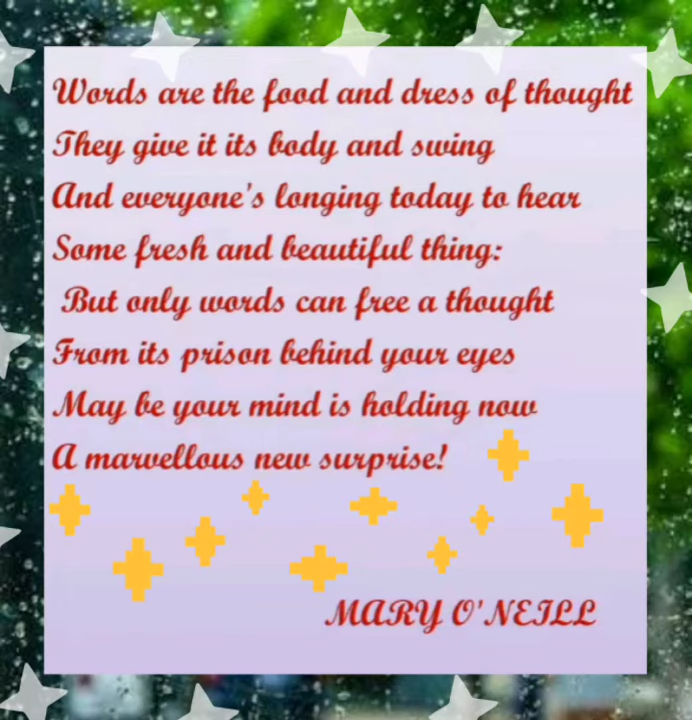 Words are the food and dress of thought
They give it its body and swing
And everyone's longing today to hear
Some fresh and beautiful thing:
But only words can free a thought
From its prison behind your eyes
May be your mind is holding now
A marvellous new surprise!
MARY O'NEILL